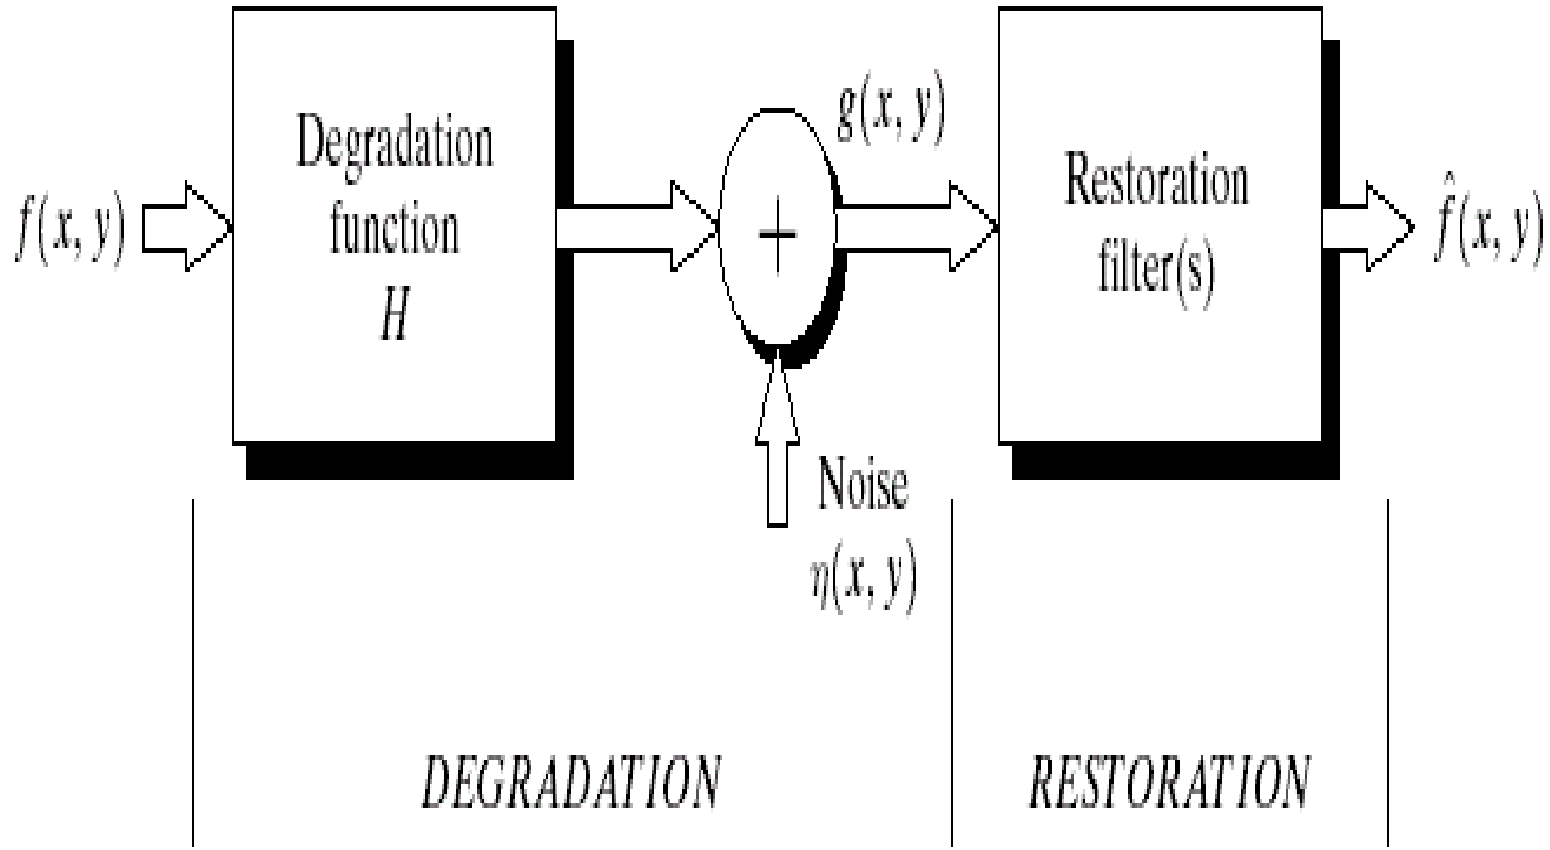 f(x, y)
Degradation
function
H
g(x, y)
+
Noise
η(x, y)
Restoration
filter(s)
f̂(x, y)
DEGRADATION
RESTORATION